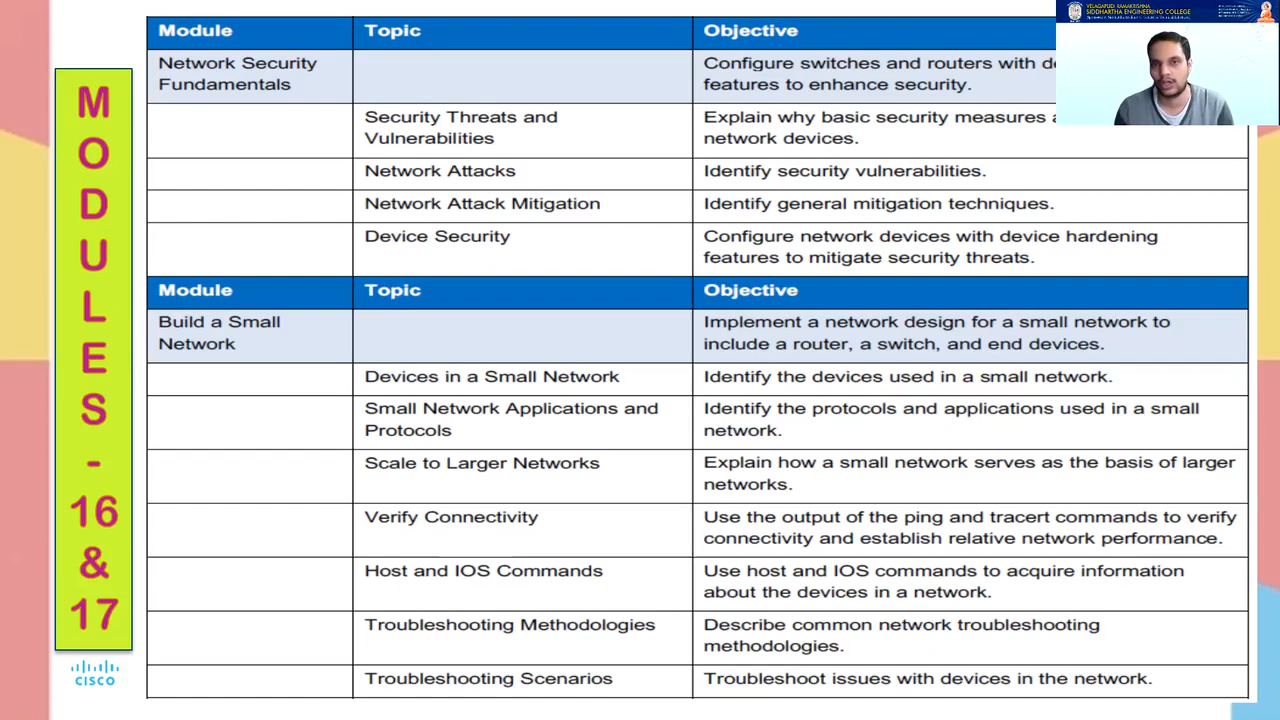 VELAGAPUDI RAMAKRISHNA
SIDDHARTHA ENGINEERING COLLEGE
MODULES - 16 & 17
CISCO
Module Topic Objective
Network Security Fundamentals
Configure switches and routers with
features to enhance security.
Security Threats and Vulnerabilities
Explain why basic security measures
network devices.
Network Attacks
Identify security vulnerabilities.
Network Attack Mitigation
Identify general mitigation techniques.
Device Security
Configure network devices with device hardening
features to mitigate security threats.
Module Topic Objective
Build a Small
Network
Implement a network design for a small network to
include a router, a switch, and end devices.
Devices in a Small Network
Identify the devices used in a small network.
Small Network Applications and
Protocols
Identify the protocols and applications used in a small
network.
Scale to Larger Networks
Explain how a small network serves as the basis of larger
networks.
Verify Connectivity
Use the output of the ping and tracert commands to verify
connectivity and establish relative network performance.
Host and IOS Commands
Use host and IOS commands to acquire information
about the devices in a network.
Troubleshooting Methodologies
Describe common network troubleshooting
methodologies.
Troubleshooting Scenarios
Troubleshoot issues with devices in the network.